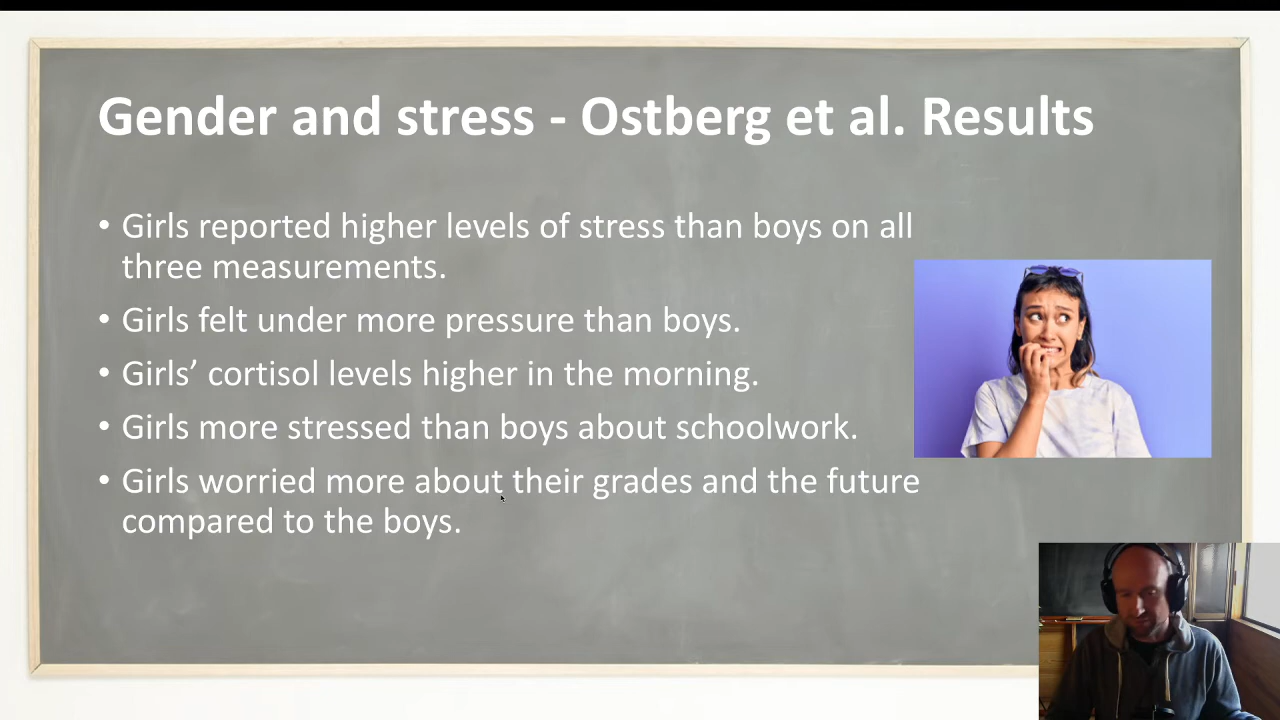 Gender and stress - Ostberg et al. Results
• Girls reported higher levels of stress than boys on all
three measurements.
• Girls felt under more pressure than boys.
• Girls’ cortisol levels higher in the morning.
• Girls more stressed than boys about schoolwork.
• Girls worried more about their grades and the future
compared to the boys.